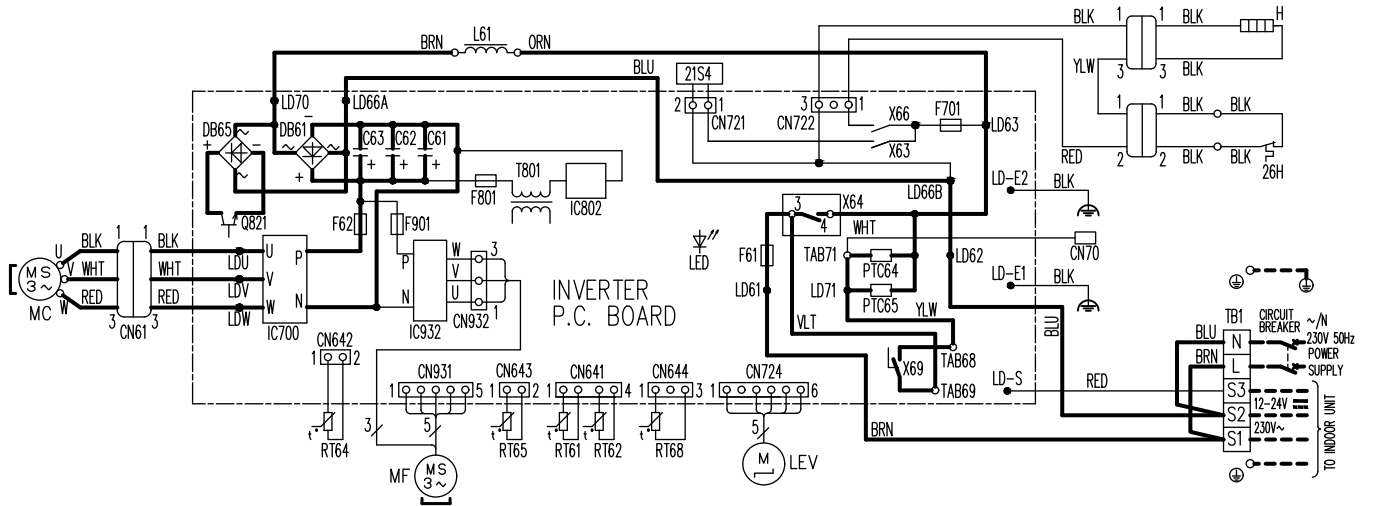 BRN L61 ORN
BLK 1 1 BLK H
YLW 3 3 BLK
BLU 21S4
LD70 LD66A
2 1 CN721
3 1 CN722
X66 F701 LD63
X63
1 1 BLK BLK
RED 2 2 BLK BLK 26H
DB65 ~ + - ~
DB61 - ~ ~ +
C63 C62 C61
+ + +
F801 T801 IC802
LD66B LD-E2 BLK
Q821 F62 F901
3 4 X64
WHT
U BLK 1 1 BLK LDU U P
V WHT WHT LDV V
W RED 3 3 RED LDW W N
MS 3~ MC
CN61 IC700
P N IC932
W V U 3 1 CN932
LED
F61 TAB71 PTC64 LD62 CN70
LD61 LD71 PTC65
LD-E1 BLK
INVERTER
P.C. BOARD
YLW
VLT
BLU
X69 TAB68
TAB69
LD-S RED
CN642 1 2
CN931 1 5
CN643 1 2
CN641 1 4
CN644 1 3
CN724 1 6
t° RT64
3 5
t° RT65
t° RT61
t° RT62
t° RT68
5
BRN
MF MS 3~
M LEV
TB1 CIRCUIT BREAKER ~/N
230V 50Hz
POWER
SUPPLY
BLU N
BRN L
S3
12-24V
S2
230V~
S1
TO INDOOR UNIT